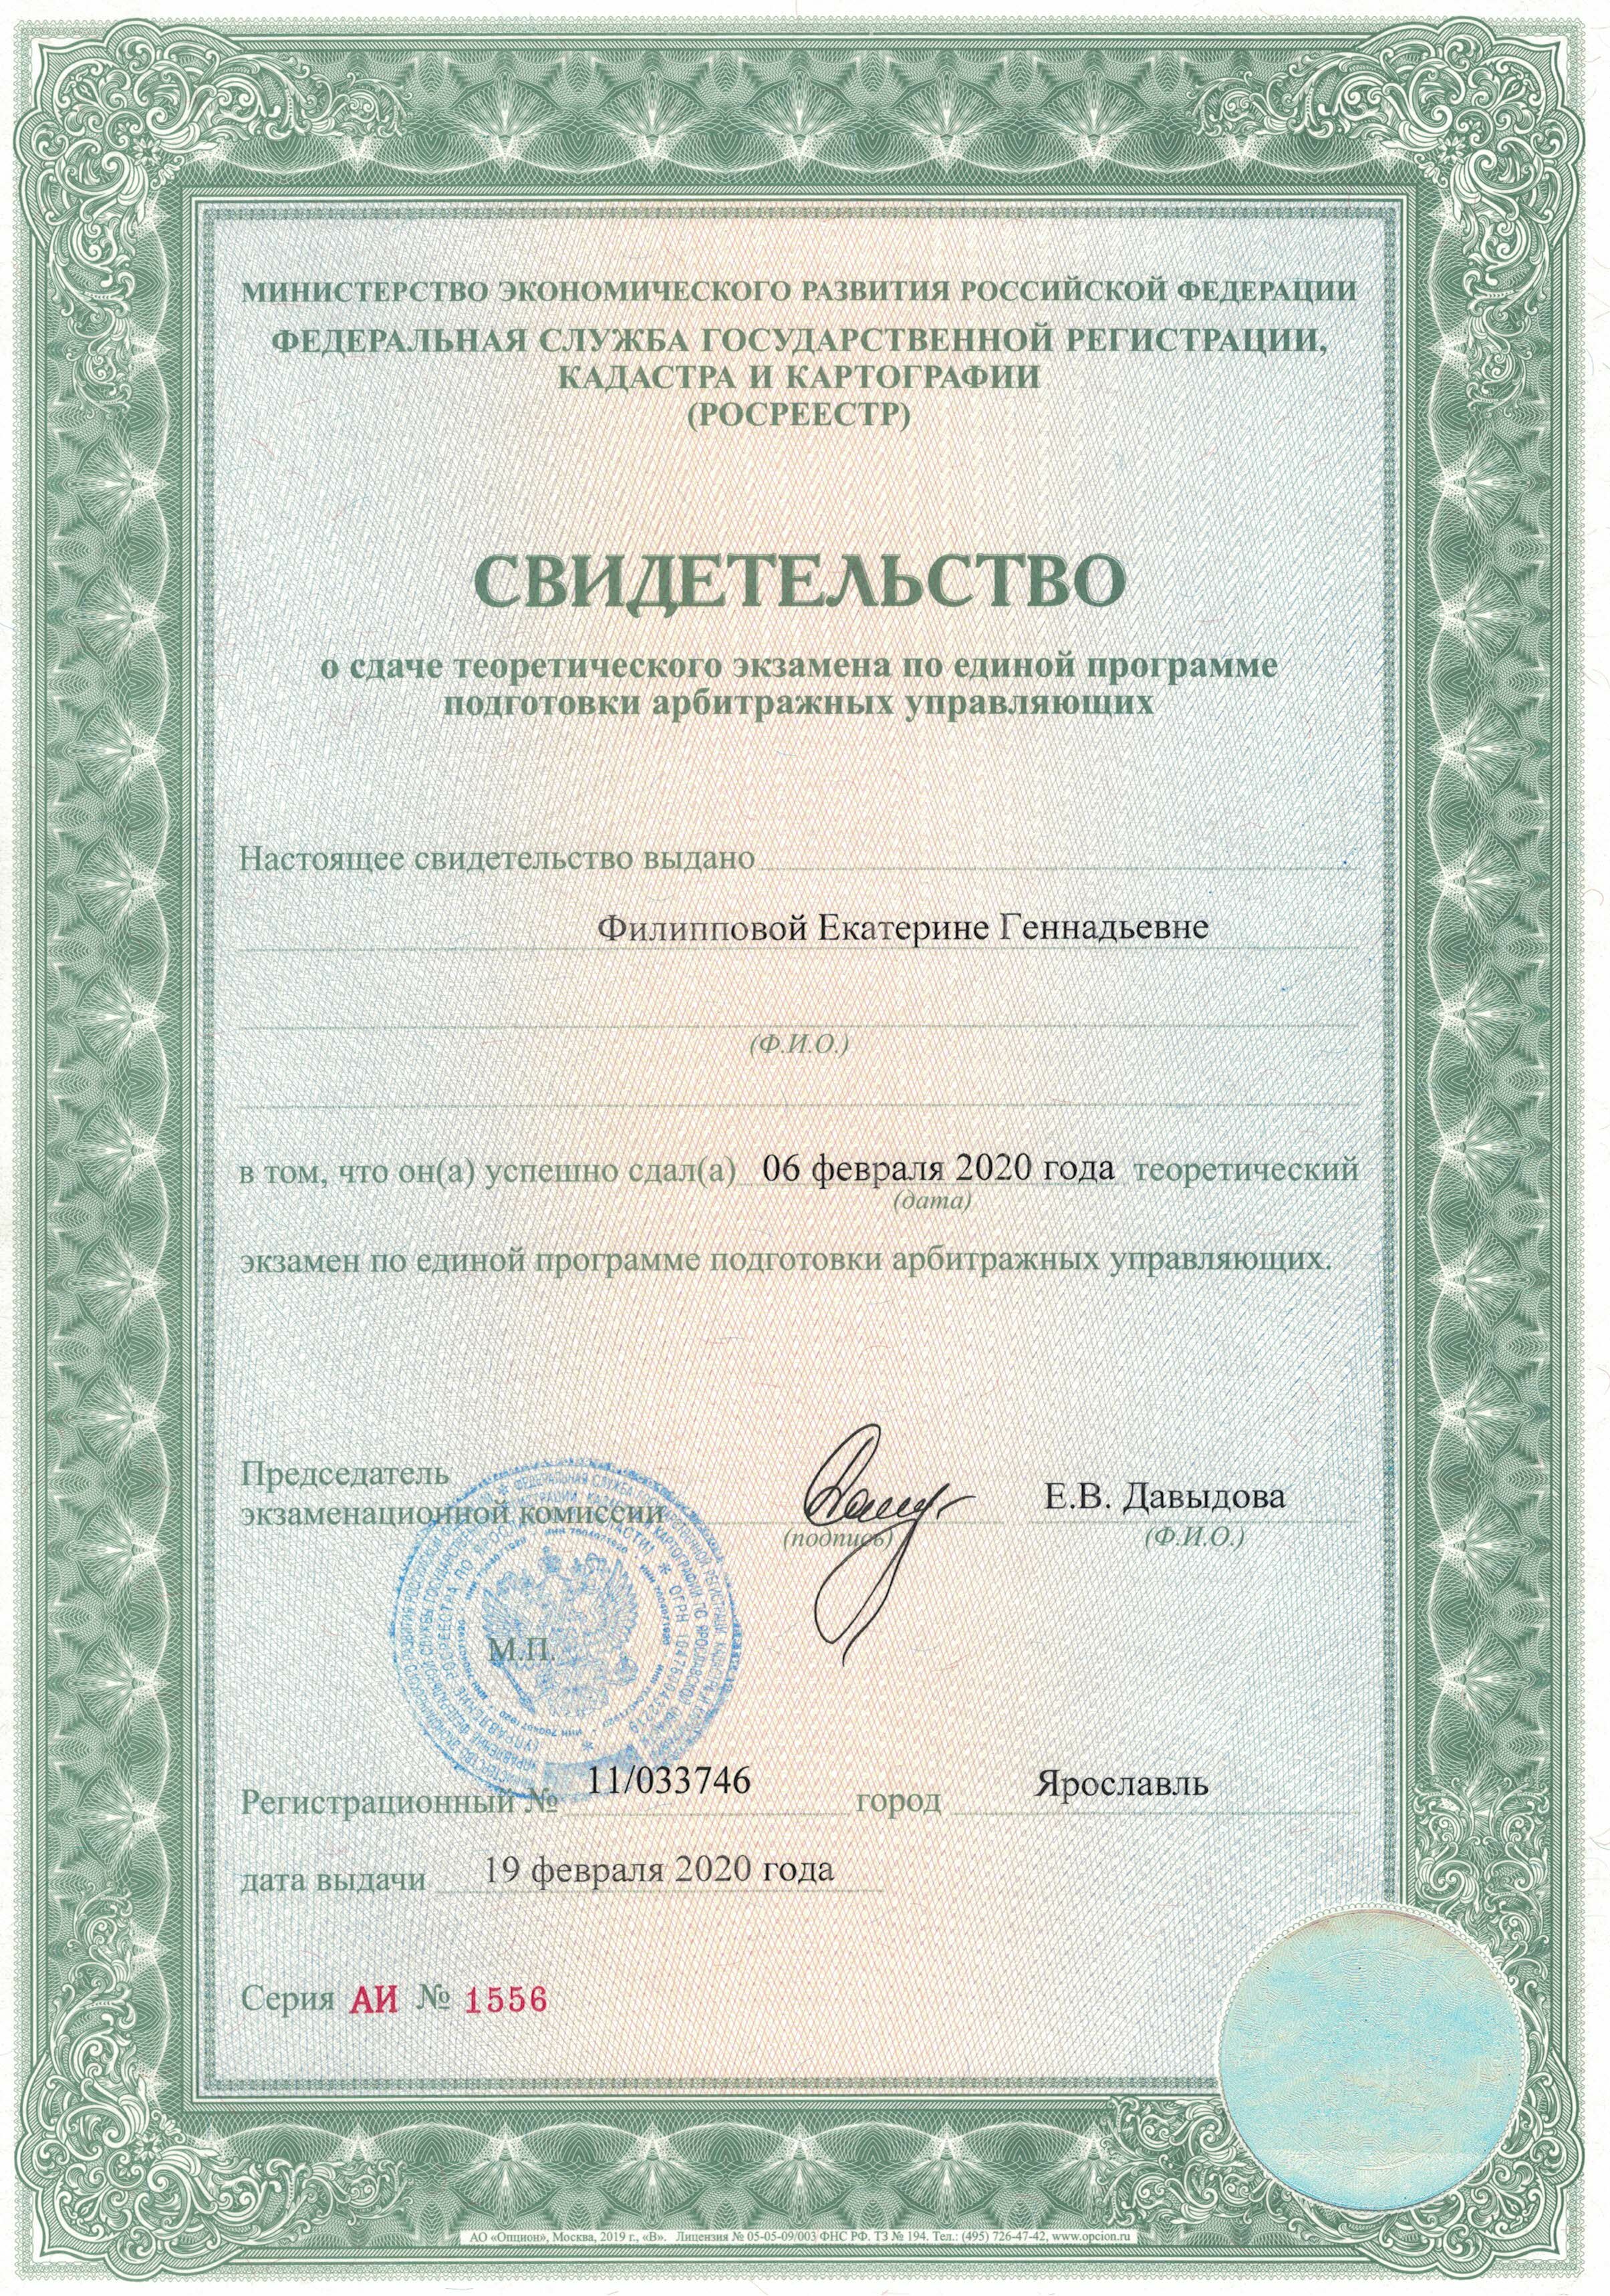 МИНИСТЕРСТВО ЭКОНОМИЧЕСКОГО РАЗВИТИЯ РОССИЙСКОЙ ФЕДЕРАЦИИ
ФЕДЕРАЛЬНАЯ СЛУЖБА ГОСУДАРСТВЕННОЙ РЕГИСТРАЦИИ,
КАДАСТРА И КАРТОГРАФИИ
(РОСРЕЕСТР)
СВИДЕТЕЛЬСТВО
о сдаче теоретического экзамена по единой программе
подготовки арбитражных управляющих
Настоящее свидетельство выдано
Филипповой Екатерине Геннадьевне
(Ф.И.О.)
в том, что он(а) успешно сдал(а) 06 февраля 2020 года теоретический
(дата)
экзамен по единой программе подготовки арбитражных управляющих.
Председатель
экзаменационной комиссии Е.В. Давыдова
(подпись) (Ф.И.О.)
М.П.
Регистрационный № 11/033746 город Ярославль
дата выдачи 19 февраля 2020 года
Серия АИ № 1556
АО «Опцион», Москва, 2019 г., «В». Лицензия № 05-05-09/003 ФНС РФ. ТЗ № 194. Тел.: (495) 726-47-42, www.opcion.ru